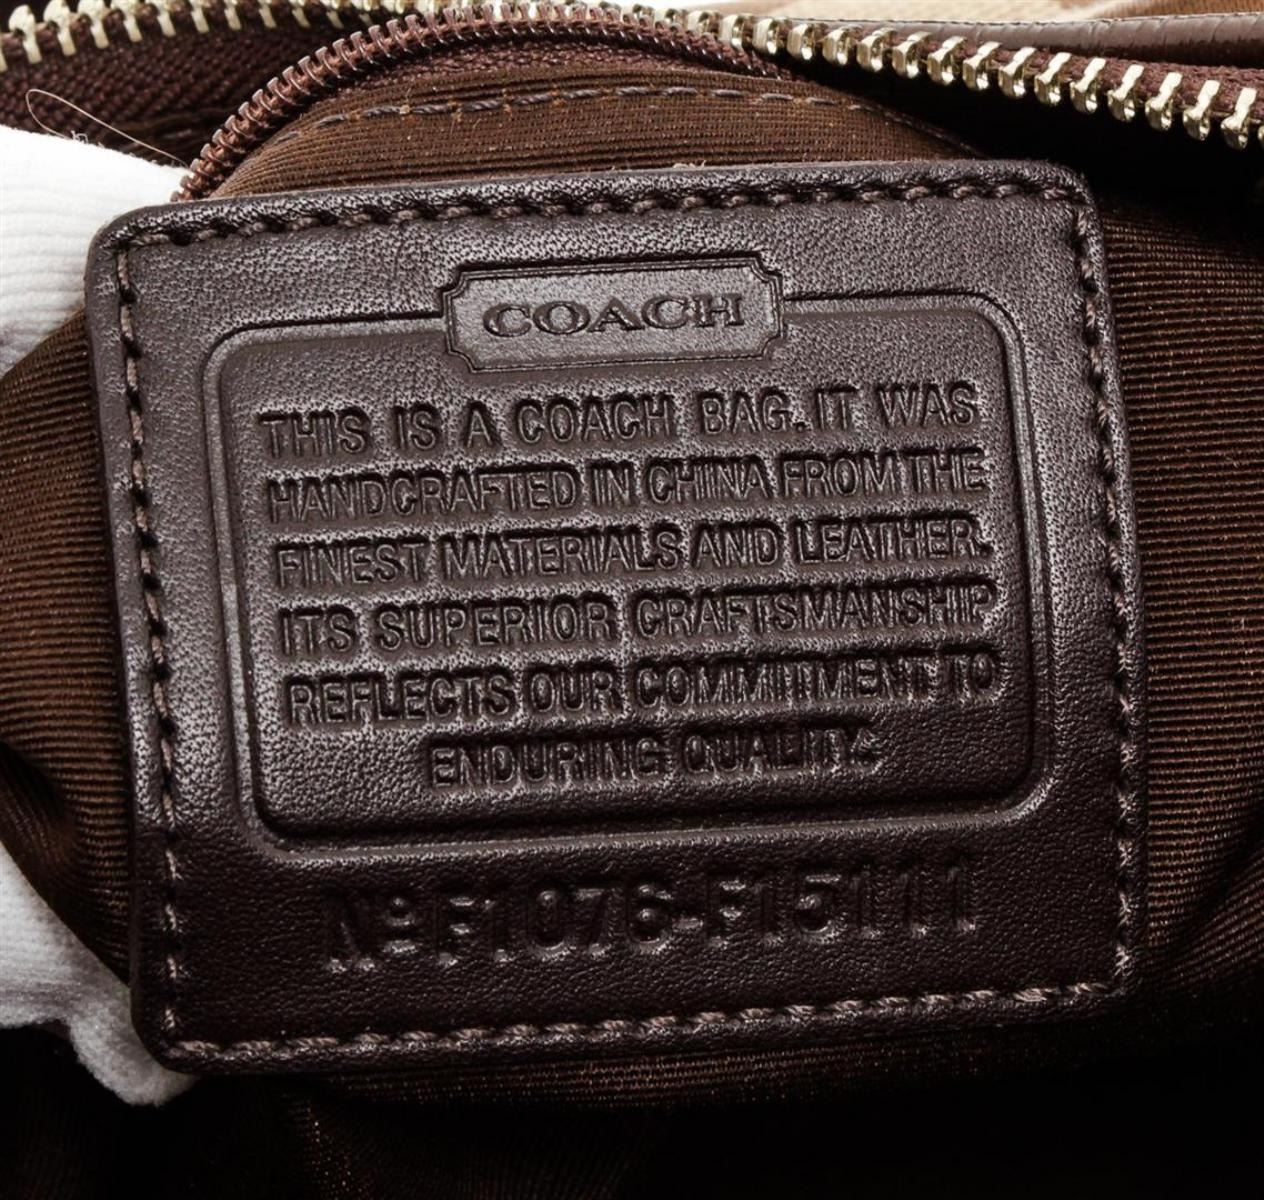 COACH
THIS IS A COACH BAG. IT WAS
HANDCRAFTED IN CHINA FROM THE
FINEST MATERIALS AND LEATHER.
ITS SUPERIOR CRAFTSMANSHIP
REFLECTS OUR COMMITMENT TO
ENDURING QUALITY.
Nº F1076-F15111